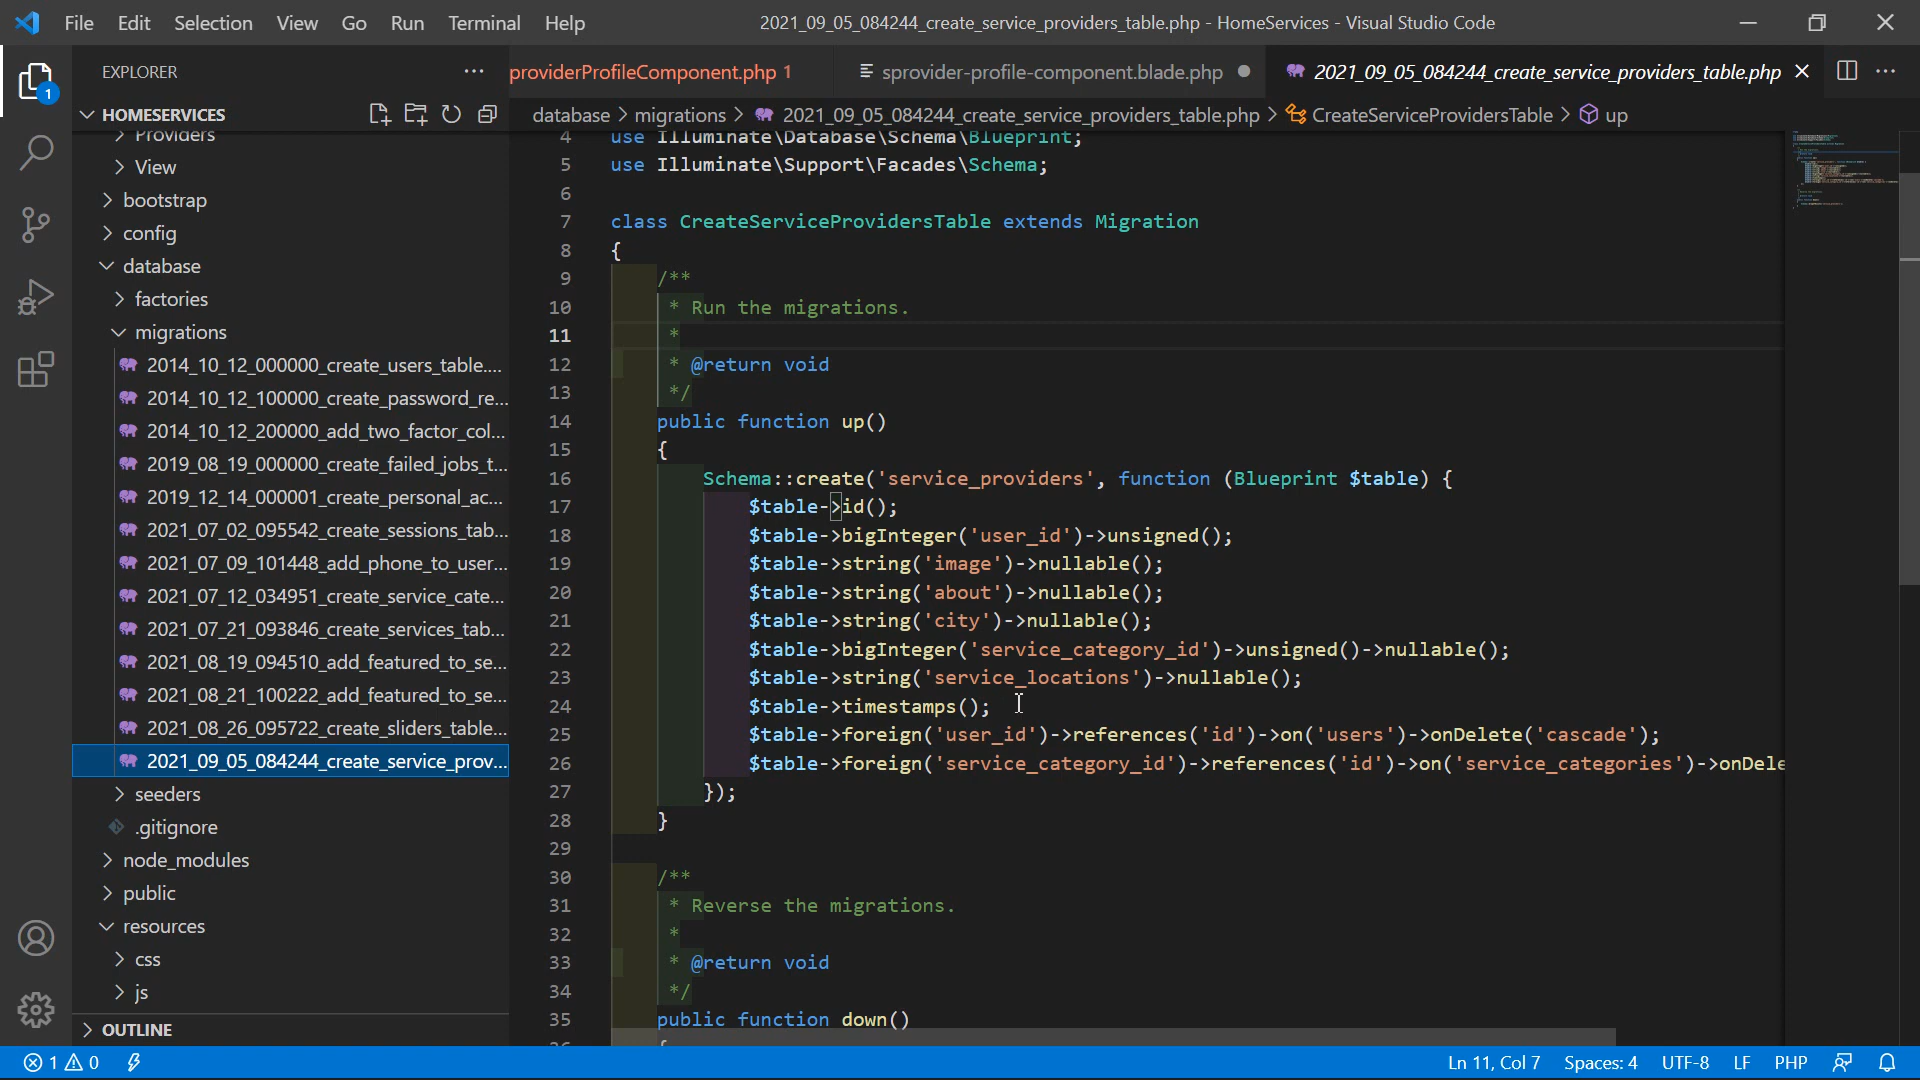 File Edit Selection View Go Run Terminal Help
2021_09_05_084244_create_service_providers_table.php - HomeServices - Visual Studio Code
EXPLORER
providerProfileComponent.php 1
sprovider-profile-component.blade.php
2021_09_05_084244_create_service_providers_table.php
1
HOMESERVICES
database > migrations > 2021_09_05_084244_create_service_providers_table.php > CreateServiceProvidersTable > up
Providers
View
bootstrap
config
database
factories
migrations
2014_10_12_000000_create_users_table....
2014_10_12_100000_create_password_re...
2014_10_12_200000_add_two_factor_col...
2019_08_19_000000_create_failed_jobs_t...
2019_12_14_000001_create_personal_ac...
2021_07_02_095542_create_sessions_tab...
2021_07_09_101448_add_phone_to_user...
2021_07_12_034951_create_service_cate...
2021_07_21_093846_create_services_tab...
2021_08_19_094510_add_featured_to_se...
2021_08_21_100222_add_featured_to_se...
2021_08_26_095722_create_sliders_table...
2021_09_05_084244_create_service_prov...
seeders
.gitignore
node_modules
public
resources
css
js
OUTLINE
4 use Illuminate\Database\Schema\Blueprint;
5 use Illuminate\Support\Facades\Schema;
6
7 class CreateServiceProvidersTable extends Migration
8 {
9 /**
10 * Run the migrations.
11 *
12 * @return void
13 */
14 public function up()
15 {
16 Schema::create('service_providers', function (Blueprint $table) {
17 $table->id();
18 $table->bigInteger('user_id')->unsigned();
19 $table->string('image')->nullable();
20 $table->string('about')->nullable();
21 $table->string('city')->nullable();
22 $table->bigInteger('service_category_id')->unsigned()->nullable();
23 $table->string('service_locations')->nullable();
24 $table->timestamps();
25 $table->foreign('user_id')->references('id')->on('users')->onDelete('cascade');
26 $table->foreign('service_category_id')->references('id')->on('service_categories')->onDele
27 });
28 }
29
30 /**
31 * Reverse the migrations.
32 *
33 * @return void
34 */
35 public function down()
36 {
1 0
Ln 11, Col 7 Spaces: 4 UTF-8 LF PHP